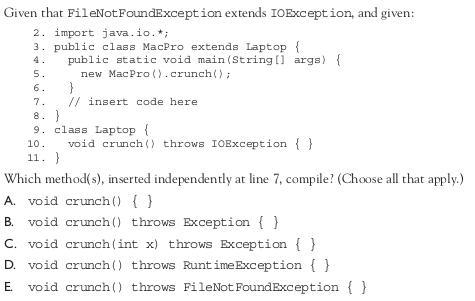 Given that FileNotFoundException extends IOException, and given:
2. import java.io.*;
3. public class MacPro extends Laptop {
4. public static void main(String[] args) {
5. new MacPro().crunch();
6. }
7. // insert code here
8. }
9. class Laptop {
10. void crunch() throws IOException { }
11. }
Which method(s), inserted independently at line 7, compile? (Choose all that apply.)
A. void crunch() { }
B. void crunch() throws Exception { }
C. void crunch(int x) throws Exception { }
D. void crunch() throws RuntimeException { }
E. void crunch() throws FileNotFoundException { }